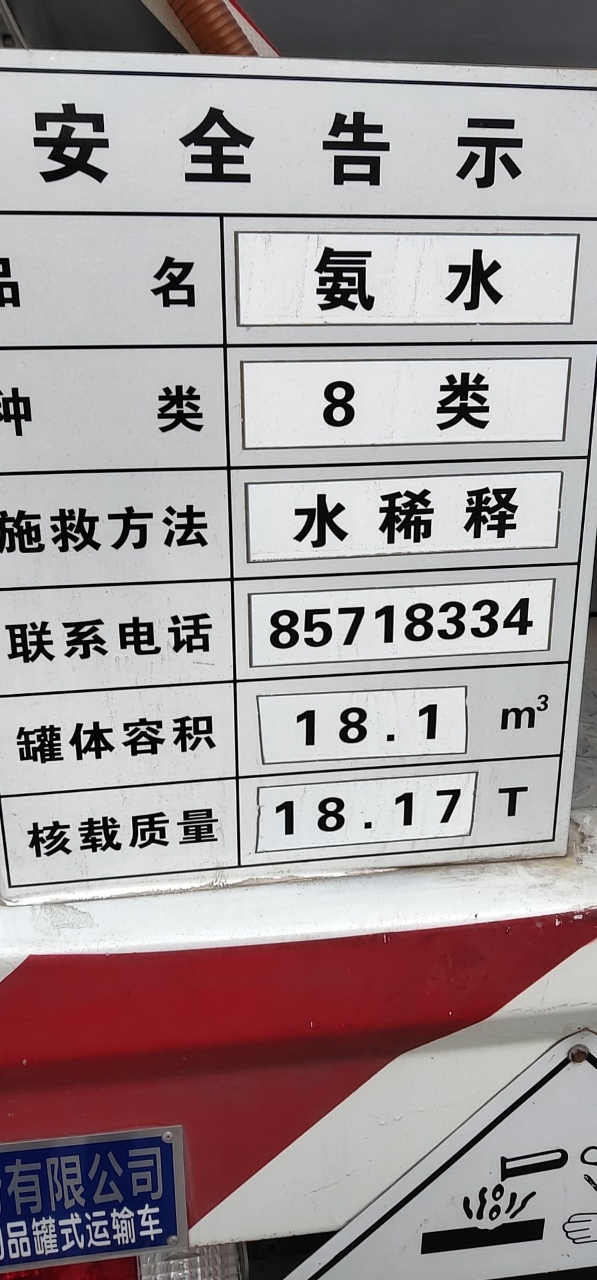 安全告示
品名 氨水
种类 8类
施救方法 水稀释
联系电话 85718334
罐体容积 18.1 m³
核载质量 18.17 T
有限公司
品罐式运输车